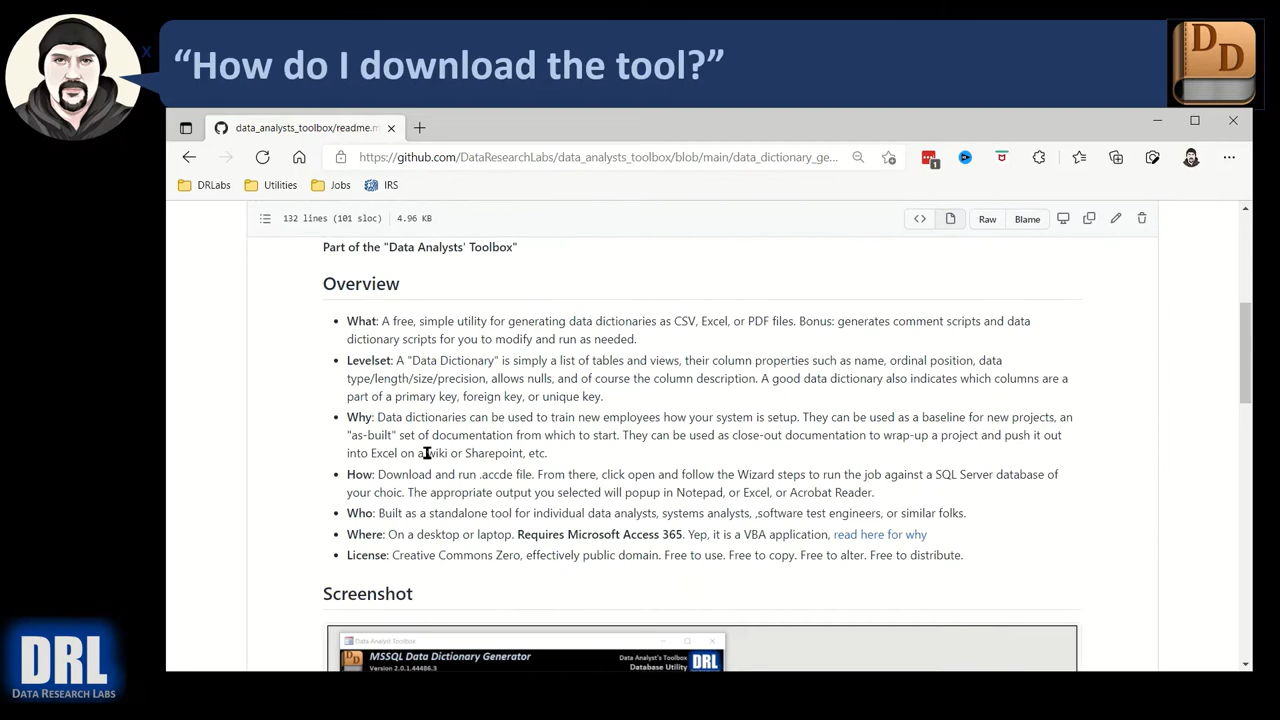 “How do I download the tool?”
DD
x
data_analysts_toolbox/readme.m
https://github.com/DataResearchLabs/data_analysts_toolbox/blob/main/data_dictionary_ge...
1
DRLabs Utilities Jobs IRS
132 lines (101 sloc) 4.96 KB Raw Blame
Part of the "Data Analysts' Toolbox"
Overview
What: A free, simple utility for generating data dictionaries as CSV, Excel, or PDF files. Bonus: generates comment scripts and data
dictionary scripts for you to modify and run as needed.
Levelset: A "Data Dictionary" is simply a list of tables and views, their column properties such as name, ordinal position, data
type/length/size/precision, allows nulls, and of course the column description. A good data dictionary also indicates which columns are a
part of a primary key, foreign key, or unique key.
Why: Data dictionaries can be used to train new employees how your system is setup. They can be used as a baseline for new projects, an
"as-built" set of documentation from which to start. They can be used as close-out documentation to wrap-up a project and push it out
into Excel on a wiki or Sharepoint, etc.
How: Download and run .accde file. From there, click open and follow the Wizard steps to run the job against a SQL Server database of
your choic. The appropriate output you selected will popup in Notepad, or Excel, or Acrobat Reader.
Who: Built as a standalone tool for individual data analysts, systems analysts, ,software test engineers, or similar folks.
Where: On a desktop or laptop. Requires Microsoft Access 365. Yep, it is a VBA application, read here for why
License: Creative Commons Zero, effectively public domain. Free to use. Free to copy. Free to alter. Free to distribute.
Screenshot
Data Analyst Toolbox
MSSQL Data Dictionary Generator Data Analyst's Toolbox DRL
Version 2.0.1.44486.3 Database Utility
DRL
DATA RESEARCH LABS